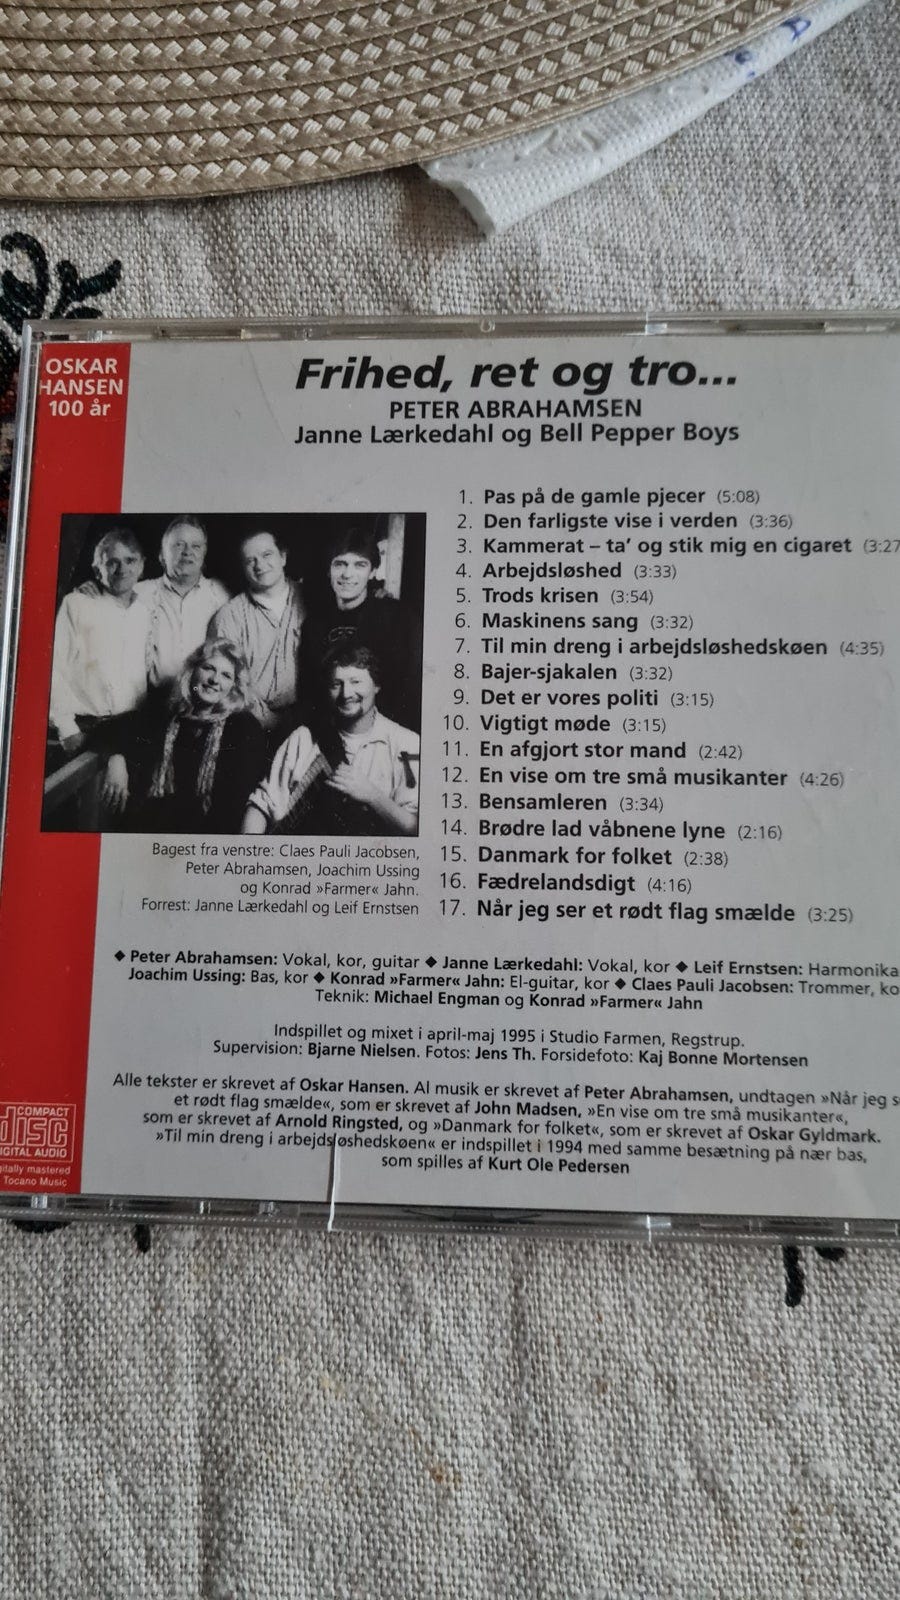 OSKAR
HANSEN
100 år
Frihed, ret og tro...
PETER ABRAHAMSEN
Janne Lærkedahl og Bell Pepper Boys
1. Pas på de gamle pjecer (5:08)
2. Den farligste vise i verden (3:36)
3. Kammerat – ta’ og stik mig en cigaret (3:27
4. Arbejdsløshed (3:33)
5. Trods krisen (3:54)
6. Maskinens sang (3:32)
7. Til min dreng i arbejdsløshedskøen (4:35)
8. Bajer-sjakalen (3:32)
9. Det er vores politi (3:15)
10. Vigtigt møde (3:15)
11. En afgjort stor mand (2:42)
12. En vise om tre små musikanter (4:26)
13. Bensamleren (3:34)
14. Brødre lad våbnene lyne (2:16)
15. Danmark for folket (2:38)
16. Fædrelandsdigt (4:16)
17. Når jeg ser et rødt flag smælde (3:25)
Bagest fra venstre: Claes Pauli Jacobsen,
Peter Abrahamsen, Joachim Ussing
og Konrad »Farmer« Jahn.
Forrest: Janne Lærkedahl og Leif Ernstsen
◆ Peter Abrahamsen: Vokal, kor, guitar ◆ Janne Lærkedahl: Vokal, kor ◆ Leif Ernstsen: Harmonika
Joachim Ussing: Bas, kor ◆ Konrad »Farmer« Jahn: El-guitar, kor ◆ Claes Pauli Jacobsen: Trommer, ko
Teknik: Michael Engman og Konrad »Farmer« Jahn
Indspillet og mixet i april-maj 1995 i Studio Farmen, Regstrup.
Supervision: Bjarne Nielsen. Fotos: Jens Th. Forsidefoto: Kaj Bonne Mortensen
Alle tekster er skrevet af Oskar Hansen. Al musik er skrevet af Peter Abrahamsen, undtagen »Når jeg s
et rødt flag smælde«, som er skrevet af John Madsen, »En vise om tre små musikanter«,
som er skrevet af Arnold Ringsted, og »Danmark for folket«, som er skrevet af Oskar Gyldmark.
»Til min dreng i arbejdsløshedskøen« er indspillet i 1994 med samme besætning på nær bas,
som spilles af Kurt Ole Pedersen
COMPACT
disc
DIGITAL AUDIO
gitally mastered
Tocano Music